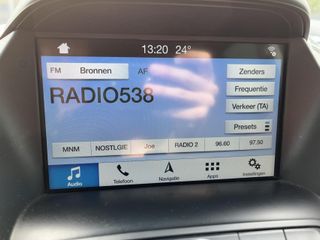 13:20 24°
FM Bronnen AF
Zenders
RADIO538
Frequentie
Verkeer (TA)
Presets
MNM NOSTLGIE Joe RADIO 2 96.60 97.50
Audio Telefoon Navigatie Apps Instellingen